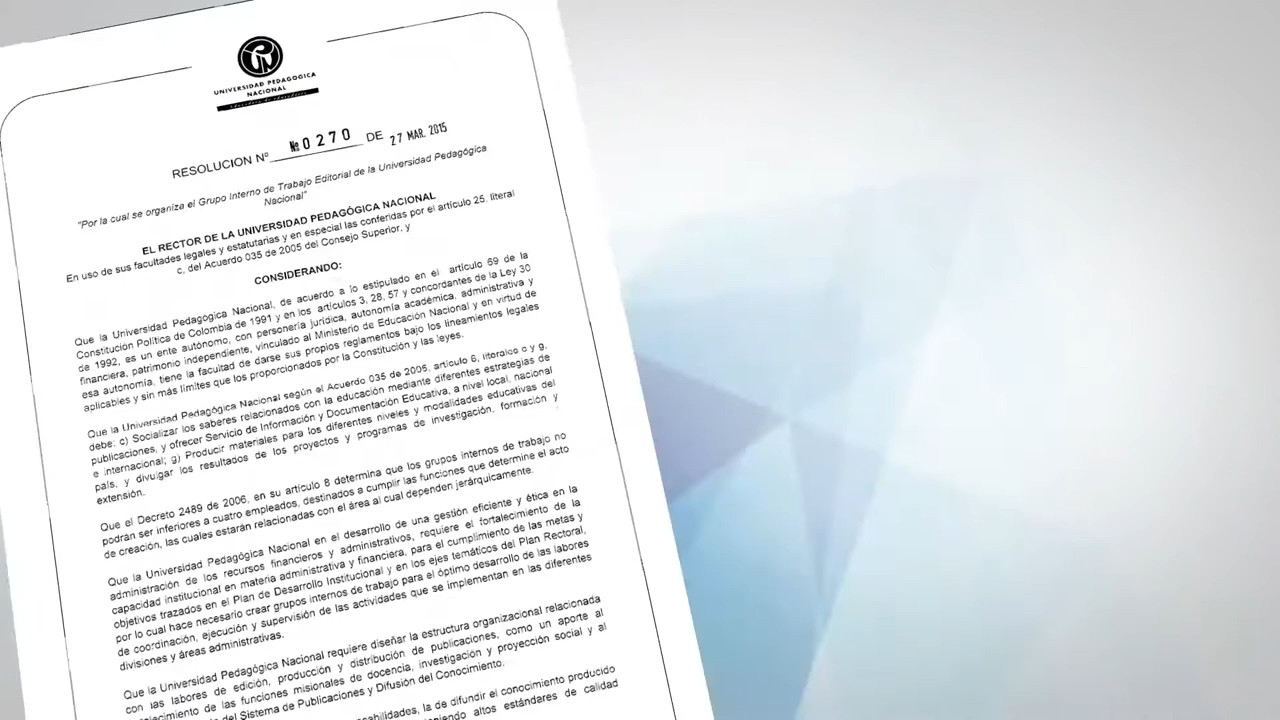 UNIVERSIDAD PEDAGOGICA
NACIONAL
RESOLUCION Nº № 0270 DE 27 MAR. 2015
"Por la cual se organiza el Grupo Interno de Trabajo Editorial de la Universidad Pedagógica
Nacional"
EL RECTOR DE LA UNIVERSIDAD PEDAGÓGICA NACIONAL
En uso de sus facultades legales y estatutarias y en especial las conferidas por el artículo 25, literal
c, del Acuerdo 035 de 2005 del Consejo Superior, y
CONSIDERANDO:
Que la Universidad Pedagogica Nacional, de acuerdo a lo estipulado en el artículo 69 de la
Constitución Política de Colombia de 1991 y en los artículos 3, 28, 57 y concordantes de la Ley 30
de 1992, es un ente autónomo, con personería jurídica, autonomía académica, administrativa y
financiera, patrimonio independiente, vinculado al Ministerio de Educación Nacional y en virtud de
esa autonomía, tiene la facultad de darse sus propios reglamentos bajo los lineamientos legales
aplicables y sin más límites que los proporcionados por la Constitución y las leyes.
Que la Universidad Pedagógica Nacional según el Acuerdo 035 de 2005, artículo 6, literales c y g,
debe: c) Socializar los saberes relacionados con la educación mediante diferentes estrategias de
publicaciones, y ofrecer Servicio de Información y Documentación Educativa, a nivel local, nacional
e internacional; g) Producir materiales para los diferentes niveles y modalidades educativas del
país, y divulgar los resultados de los proyectos y programas de investigación, formación y
extensión.
Que el Decreto 2489 de 2006, en su artículo 8 determina que los grupos internos de trabajo no
podrán ser inferiores a cuatro empleados, destinados a cumplir las funciones que determine el acto
de creación, las cuales estarán relacionadas con el área al cual dependen jerárquicamente.
Que la Universidad Pedagógica Nacional en el desarrollo de una gestión eficiente y ética en la
administración de los recursos financieros y administrativos, requiere el fortalecimiento de la
capacidad institucional en materia administrativa y financiera, para el cumplimiento de las metas y
objetivos trazados en el Plan de Desarrollo Institucional y en los ejes temáticos del Plan Rectoral,
por lo cual hace necesario crear grupos internos de trabajo para el óptimo desarrollo de las labores
de coordinación, ejecución y supervisión de las actividades que se implementan en las diferentes
divisiones y áreas administrativas.
Que la Universidad Pedagógica Nacional requiere diseñar la estructura organizacional relacionada
con las labores de edición, producción y distribución de publicaciones, como un aporte al
alecimiento de las funciones misionales de docencia, investigación y proyección social y al
del Sistema de Publicaciones y Difusión del Conocimiento.
sabilidades, la de difundir el conocimiento producido
niendo altos estándares de calidad